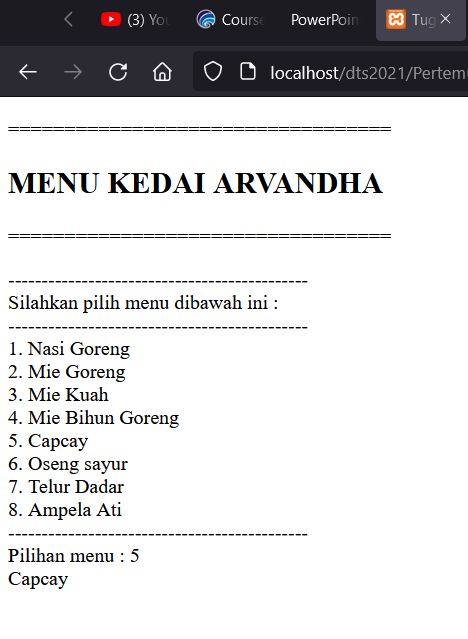 (3) You
Course
PowerPoin
Tug
localhost/dts2021/Pertem
==================================
MENU KEDAI ARVANDHA
==================================
---------------------------------------------
Silahkan pilih menu dibawah ini :
---------------------------------------------
1. Nasi Goreng
2. Mie Goreng
3. Mie Kuah
4. Mie Bihun Goreng
5. Capcay
6. Oseng sayur
7. Telur Dadar
8. Ampela Ati
---------------------------------------------
Pilihan menu : 5
Capcay